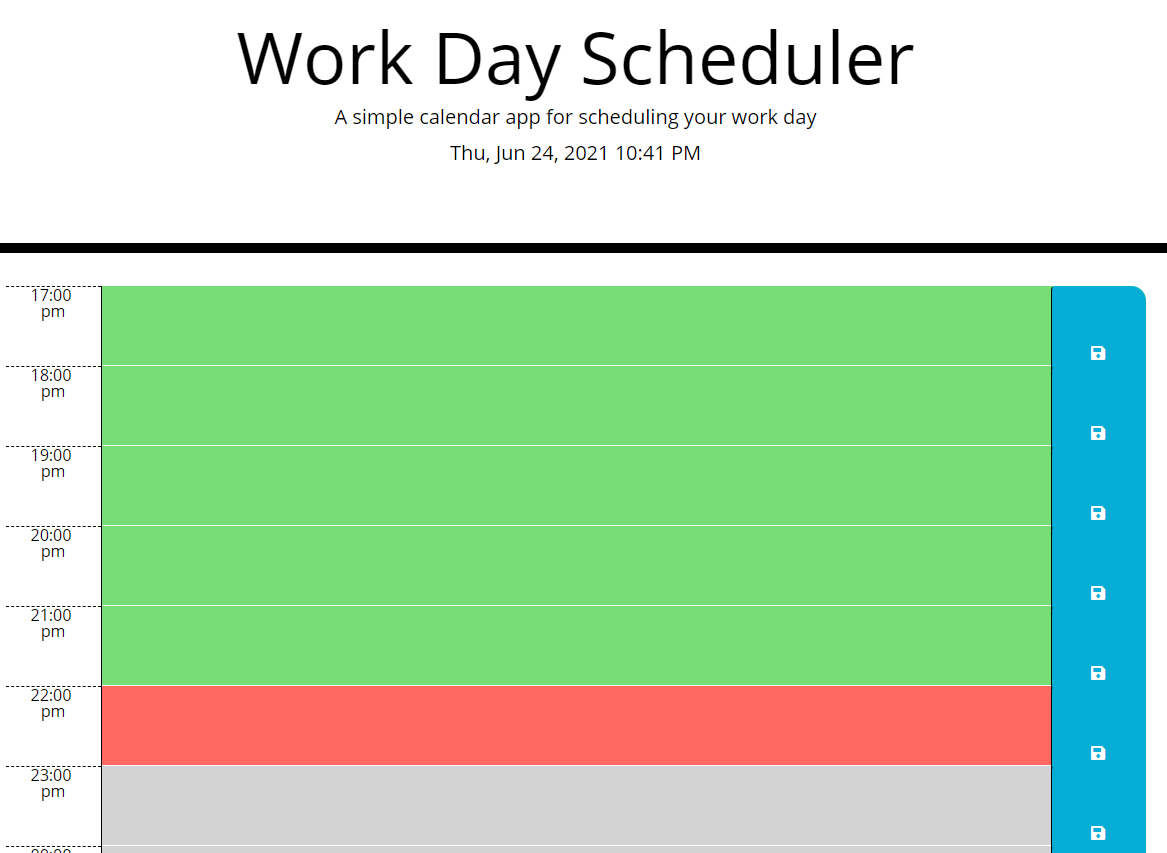 Work Day Scheduler
A simple calendar app for scheduling your work day
Thu, Jun 24, 2021 10:41 PM
17:00
pm
18:00
pm
19:00
pm
20:00
pm
21:00
pm
22:00
pm
23:00
pm